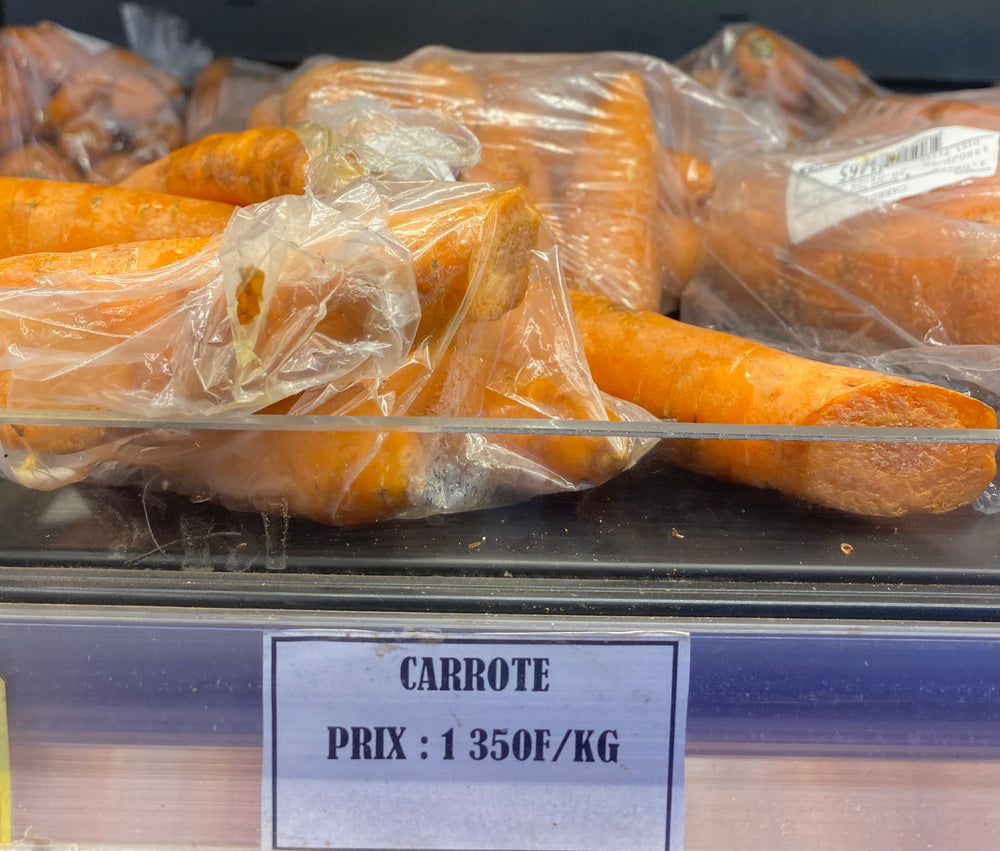 CARROTE
PRIX : 1 350F/KG